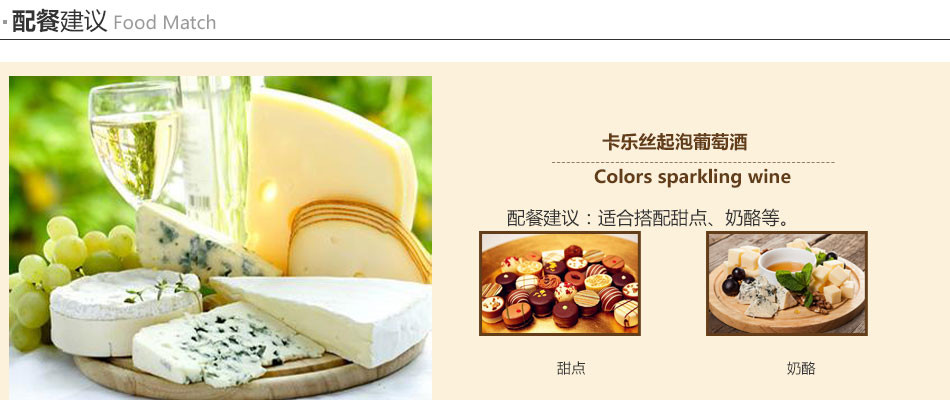 配餐建议 Food Match
卡乐丝起泡葡萄酒
Colors sparkling wine
配餐建议：适合搭配甜点、奶酪等。
甜点
奶酪